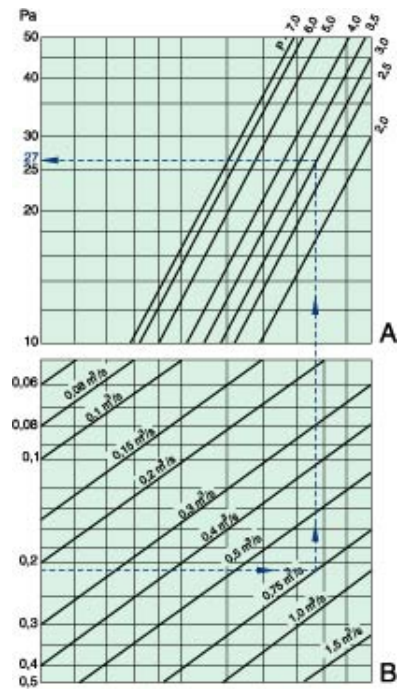 Pa
50
40
30
27
25
20
10
P
7,0
6,0
5,0
4,0
3,5
3,0
2,5
2,0
A
0,06
0,08
0,1
0,2
0,3
0,4
0,5
0,08 m³/s
0,1 m³/s
0,15 m³/s
0,2 m³/s
0,3 m³/s
0,4 m³/s
0,5 m³/s
0,75 m³/s
1,0 m³/s
1,5 m³/s
B